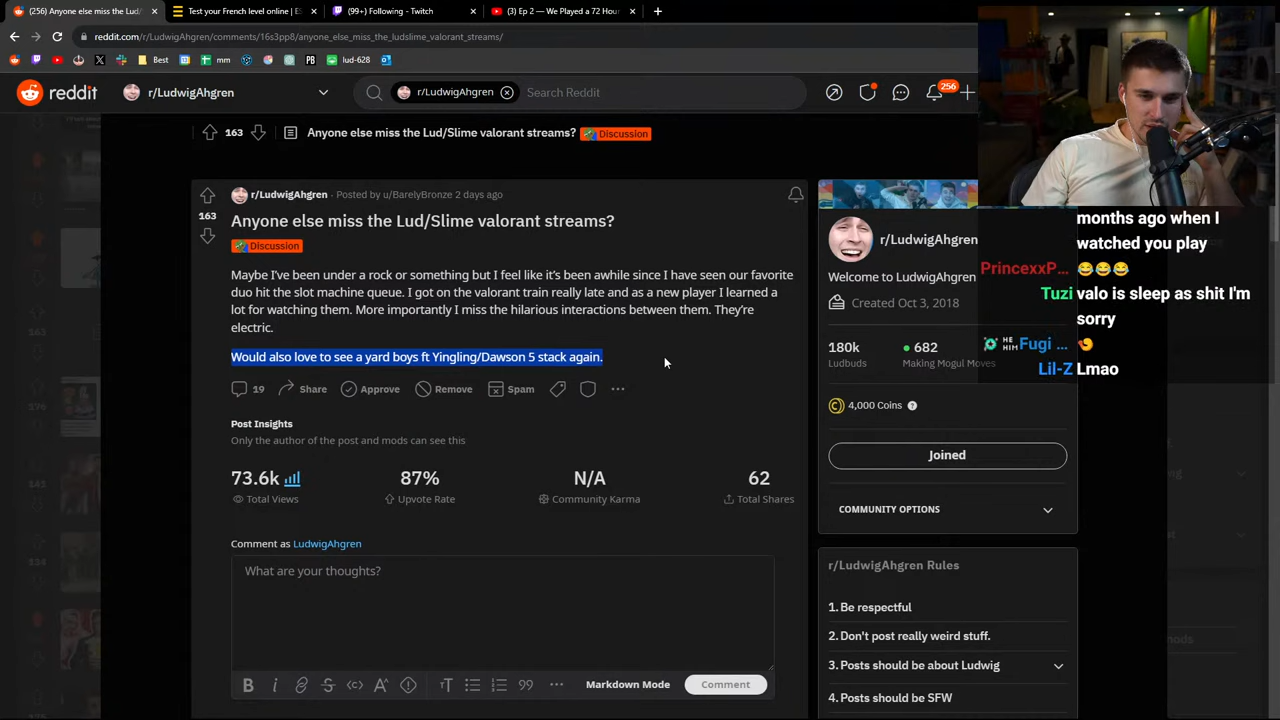 (256) Anyone else miss the Lud/
Test your French level online | E
(99+) Following - Twitch
(3) Ep 2 — We Played a 72 Hour
reddit.com/r/LudwigAhgren/comments/16s3pp8/anyone_else_miss_the_ludslime_valorant_streams/
Best
mm
PB
lud-628
reddit
r/LudwigAhgren
r/LudwigAhgren
Search Reddit
256
163
Anyone else miss the Lud/Slime valorant streams?
Discussion
r/LudwigAhgren · Posted by u/BarelyBronze 2 days ago
163
Anyone else miss the Lud/Slime valorant streams?
Discussion
Maybe I've been under a rock or something but I feel like it's been awhile since I have seen our favorite
duo hit the slot machine queue. I got on the valorant train really late and as a new player I learned a
lot for watching them. More importantly I miss the hilarious interactions between them. They're
electric.
Would also love to see a yard boys ft Yingling/Dawson 5 stack again.
19
Share
Approve
Remove
Spam
Post Insights
Only the author of the post and mods can see this
73.6k
Total Views
87%
Upvote Rate
N/A
Community Karma
62
Total Shares
Comment as LudwigAhgren
What are your thoughts?
Markdown Mode
Comment
r/LudwigAhgren
Welcome to LudwigAhgren
Created Oct 3, 2018
180k
Ludbuds
682
Making Mogul Moves
4,000 Coins
Joined
COMMUNITY OPTIONS
r/LudwigAhgren Rules
1. Be respectful
2. Don't post really weird stuff.
3. Posts should be about Ludwig
4. Posts should be SFW
months ago when I
watched you play
PrincexxP... 😂😂😂
Tuzi valo is sleep as shit I'm
sorry
HE HIM Fugi ...
Lil-Z Lmao